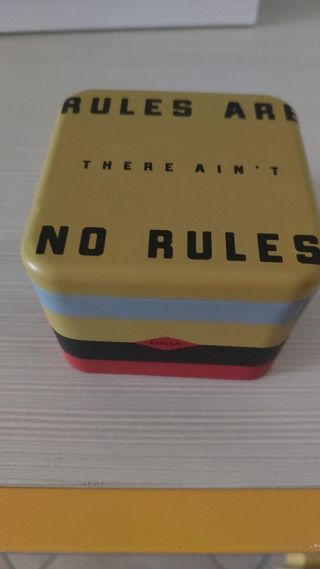 RULES ARE
THERE AIN'T
NO RULES
FOSSIL